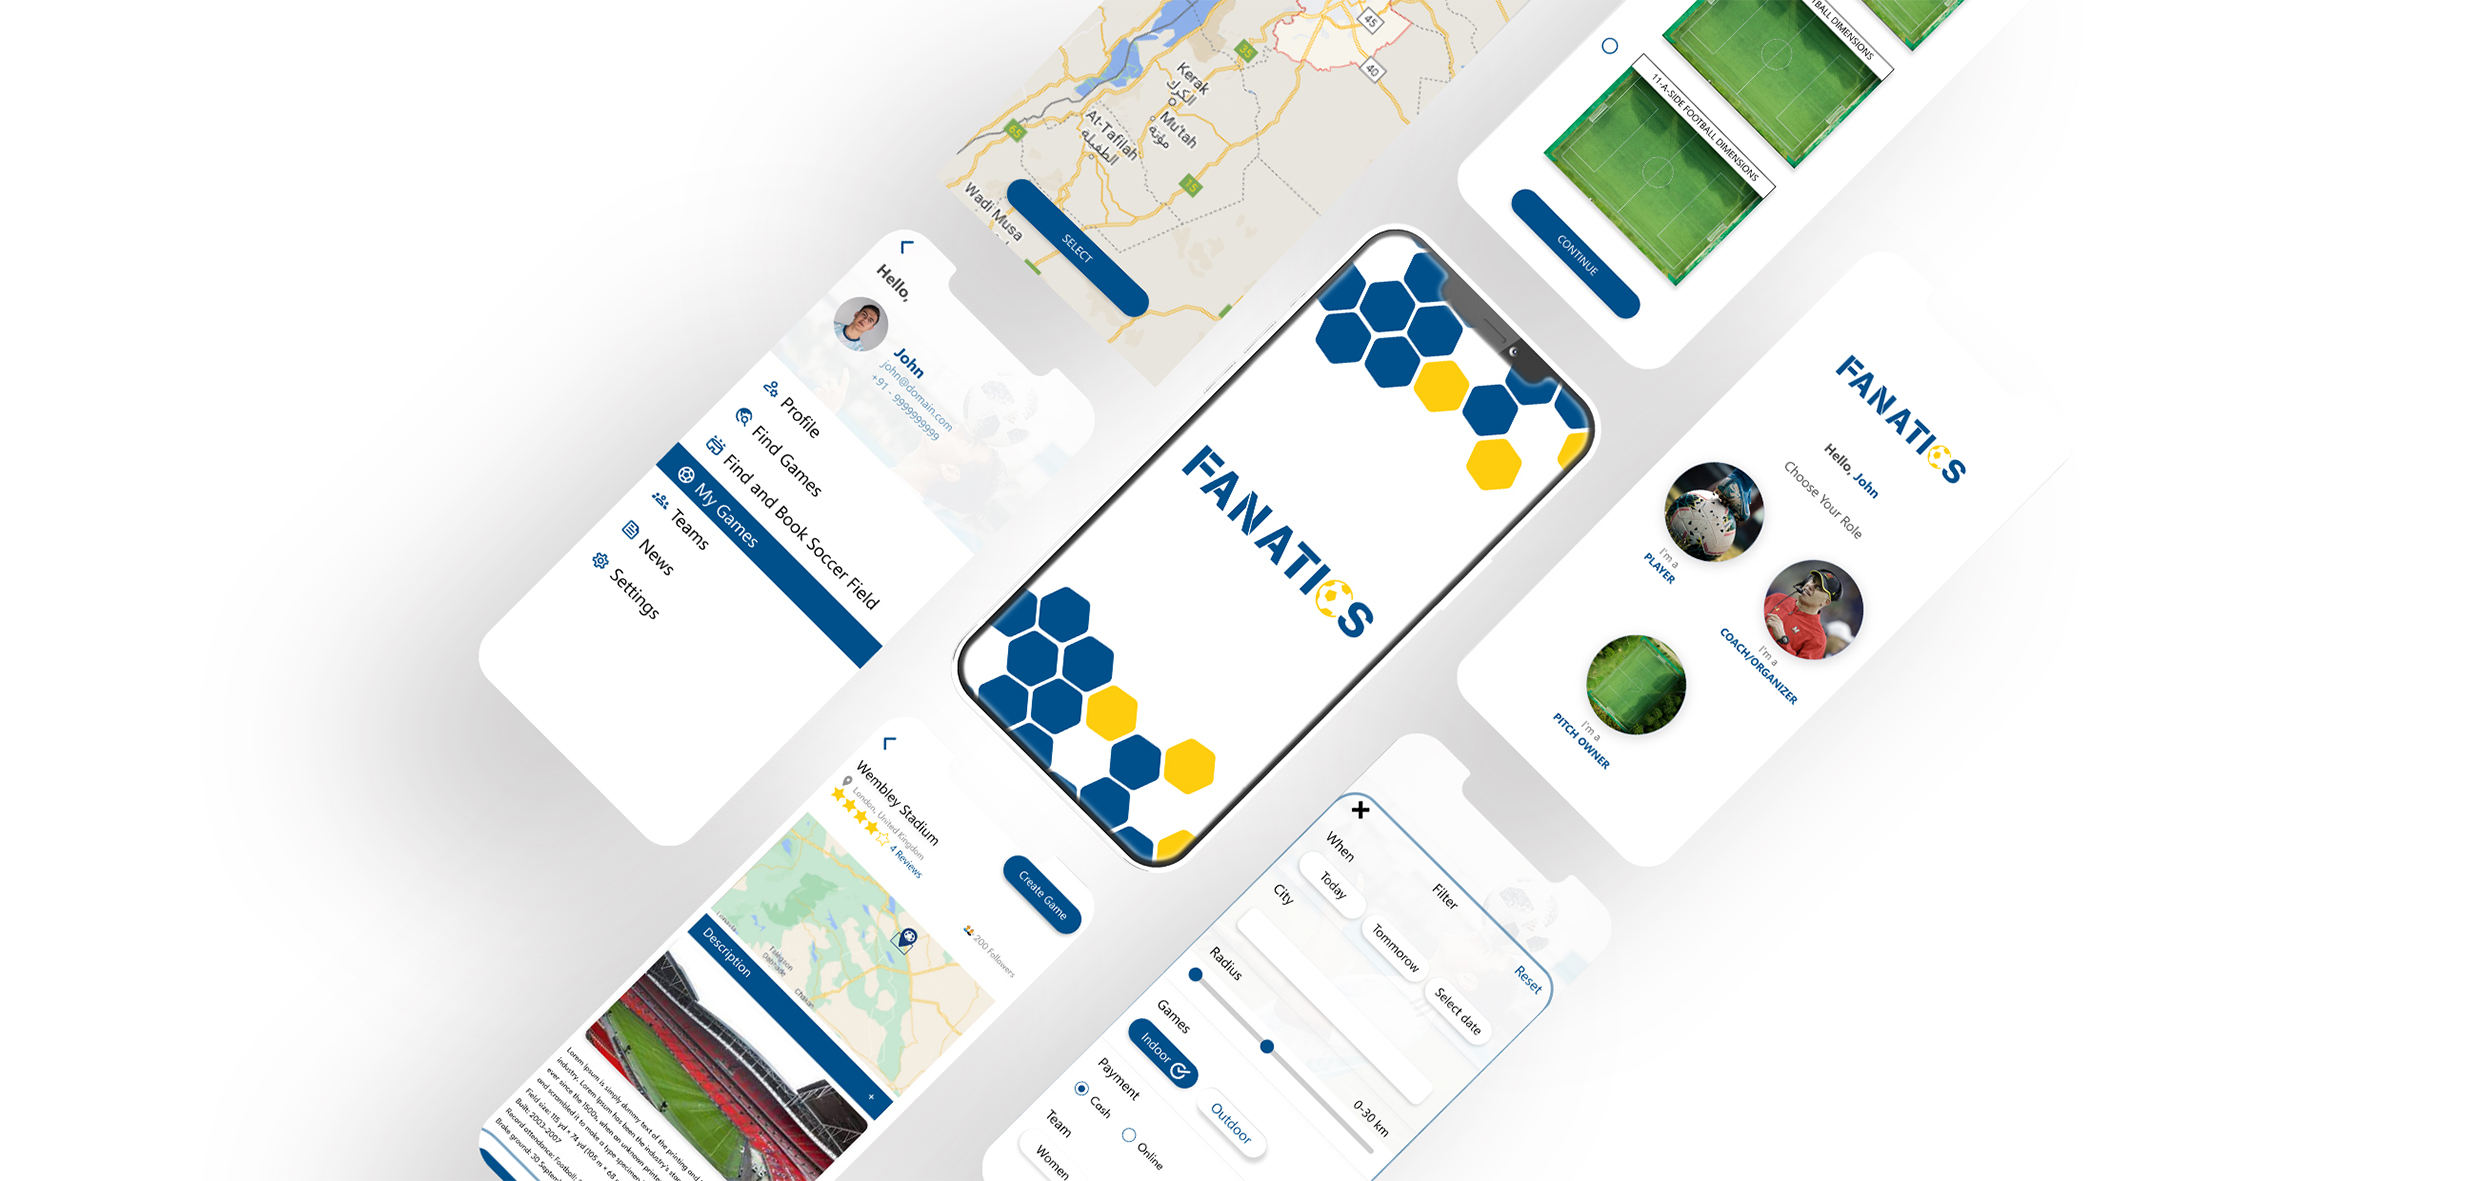 45
35
40
Kerak
الكرك
Mu'tah
مؤتة
65
At-Tafilah
الطفيلة
15
Wadi Musa
SELECT
BALL DIMENSIONS
11-A-SIDE FOOTBALL DIMENSIONS
CONTINUE
Hello,
John
john@domain.com
+91 - 9999999999
Profile
Find Games
Find and Book Soccer Field
My Games
Teams
News
Settings
FANATICS
FANATICS
Hello, John
Choose Your Role
I'm a
PLAYER
I'm a
COACH/ORGANIZER
I'm a
PITCH OWNER
Wembley Stadium
London, United Kingdom
4 Reviews
Create Game
200 Followers
Chakan
Description
+
Lorem Ipsum is simply dummy text of the printing and
industry. Lorem Ipsum has been the industry's
ever since the 1500s, when an unknown printer
and scrambled it to make a type specimen
Field size: 115 yd × 74 yd (105 m × 68
Built: 2003-2007
Record attendance: Football:
Broke ground: 30 Septem
Filter
Reset
When
Today
Tommorow
Select date
City
Radius
0-30 km
Games
Indoor
Outdoor
Payment
Cash
Online
Team
Women